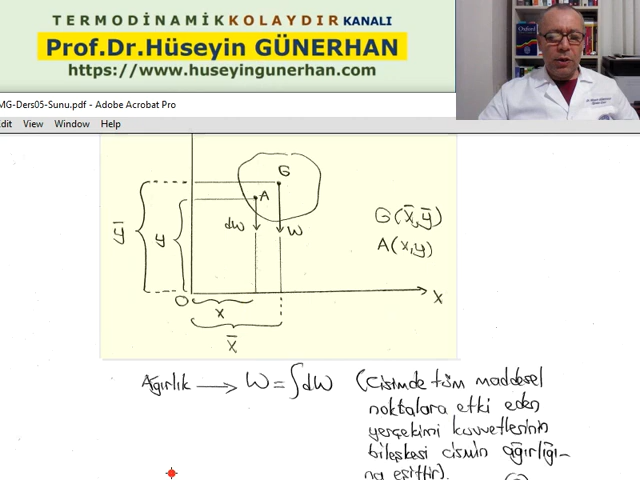 TERMODİNAMİKKOLAYDIR KANALI
Prof.Dr.Hüseyin GÜNERHAN
https://www.huseyingunerhan.com
MG-Ders05-Sunu.pdf - Adobe Acrobat Pro
Edit View Window Help
G
A
dW W
G(x̄,ȳ)
A(x,y)
ȳ y
O x
x
x̄
Ağırlık → W = ∫dW (Cisimde tüm maddesel
noktalara etki eden
yerçekimi kuvvetlerinin
bileşkesi cismin ağırlığı-
na eşittir).
Oxford